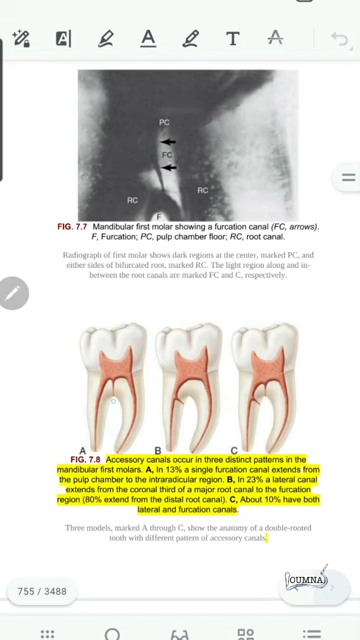 A
A
T
A
PC
FC
RC
RC
F
FIG. 7.7 Mandibular first molar showing a furcation canal (FC, arrows).
F, Furcation; PC, pulp chamber floor; RC, root canal.
Radiograph of first molar shows dark regions at the center, marked PC, and
either sides of bifurcated root, marked RC. The light region along and in-
between the root canals are marked FC and C, respectively.
A
B
C
FIG. 7.8 Accessory canals occur in three distinct patterns in the
mandibular first molars. A, In 13% a single furcation canal extends from
the pulp chamber to the intraradicular region. B, In 23% a lateral canal
extends from the coronal third of a major root canal to the furcation
region (80% extend from the distal root canal). C, About 10% have both
lateral and furcation canals.
Three models, marked A through C, show the anatomy of a double-rooted
tooth with different pattern of accessory canals.
755 / 3488
OUMNA